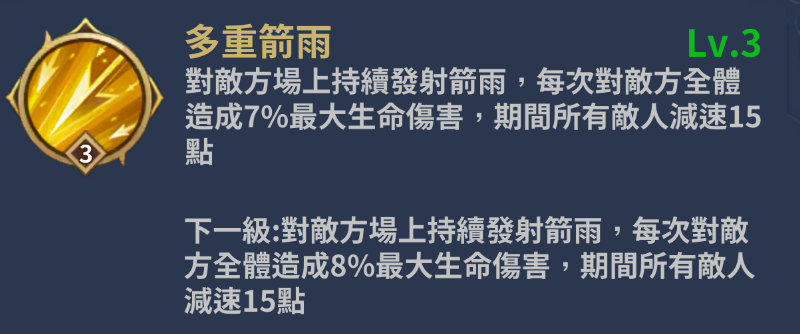 多重箭雨
Lv.3
對敵方場上持續發射箭雨，每次對敵方全體
造成7%最大生命傷害，期間所有敵人減速15
點
3
下一級:對敵方場上持續發射箭雨，每次對敵
方全體造成8%最大生命傷害，期間所有敵人
減速15點